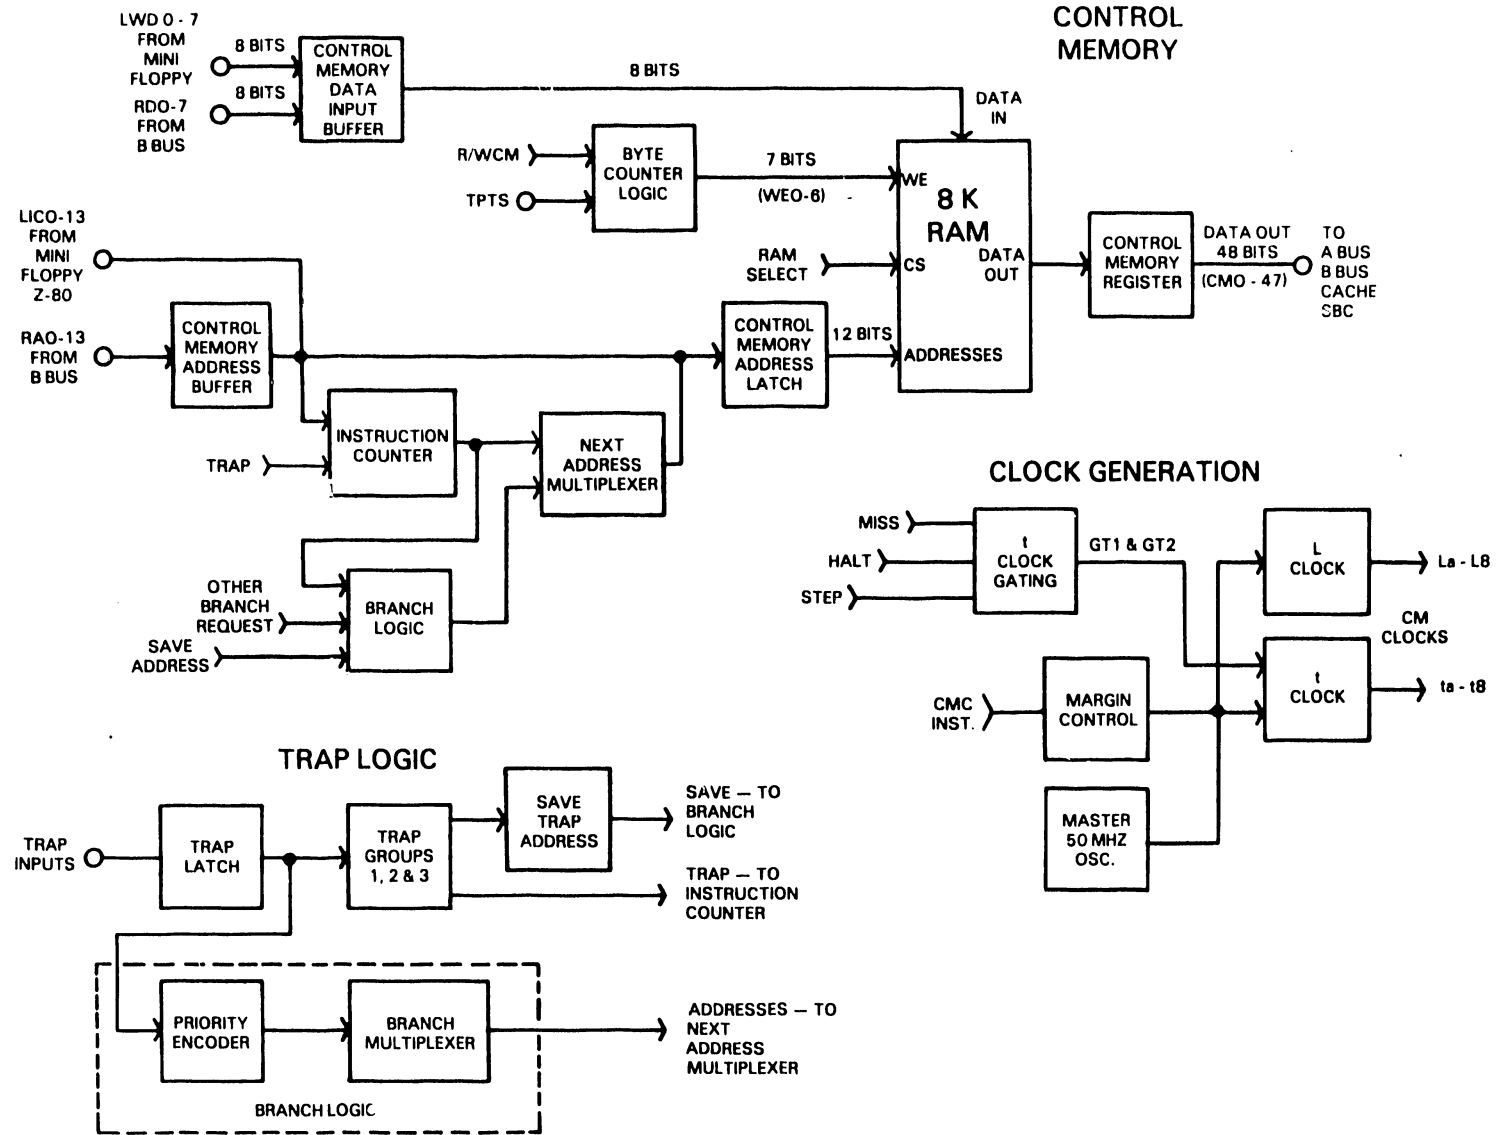 CONTROL
MEMORY
LWD 0 - 7
FROM
MINI
FLOPPY
8 BITS
RDO-7
FROM
B BUS
8 BITS
CONTROL
MEMORY
DATA
INPUT
BUFFER
8 BITS
DATA
IN
R/WCM
TPTS
BYTE
COUNTER
LOGIC
7 BITS
(WEO-6)
WE
8 K
RAM
RAM
SELECT
CS
DATA
OUT
CONTROL
MEMORY
REGISTER
DATA OUT
48 BITS
(CMO - 47)
TO
A BUS
B BUS
CACHE
SBC
LICO-13
FROM
MINI
FLOPPY
Z-80
RAO-13
FROM
B BUS
CONTROL
MEMORY
ADDRESS
BUFFER
CONTROL
MEMORY
ADDRESS
LATCH
12 BITS
ADDRESSES
TRAP
INSTRUCTION
COUNTER
NEXT
ADDRESS
MULTIPLEXER
OTHER
BRANCH
REQUEST
SAVE
ADDRESS
BRANCH
LOGIC
CLOCK GENERATION
MISS
HALT
STEP
t
CLOCK
GATING
GT1 & GT2
L
CLOCK
La - L8
CM
CLOCKS
t
CLOCK
ta - t8
CMC
INST.
MARGIN
CONTROL
MASTER
50 MHZ
OSC.
TRAP LOGIC
TRAP
INPUTS
TRAP
LATCH
TRAP
GROUPS
1, 2 & 3
SAVE
TRAP
ADDRESS
SAVE — TO
BRANCH
LOGIC
TRAP — TO
INSTRUCTION
COUNTER
PRIORITY
ENCODER
BRANCH
MULTIPLEXER
ADDRESSES — TO
NEXT
ADDRESS
MULTIPLEXER
BRANCH LOGIC